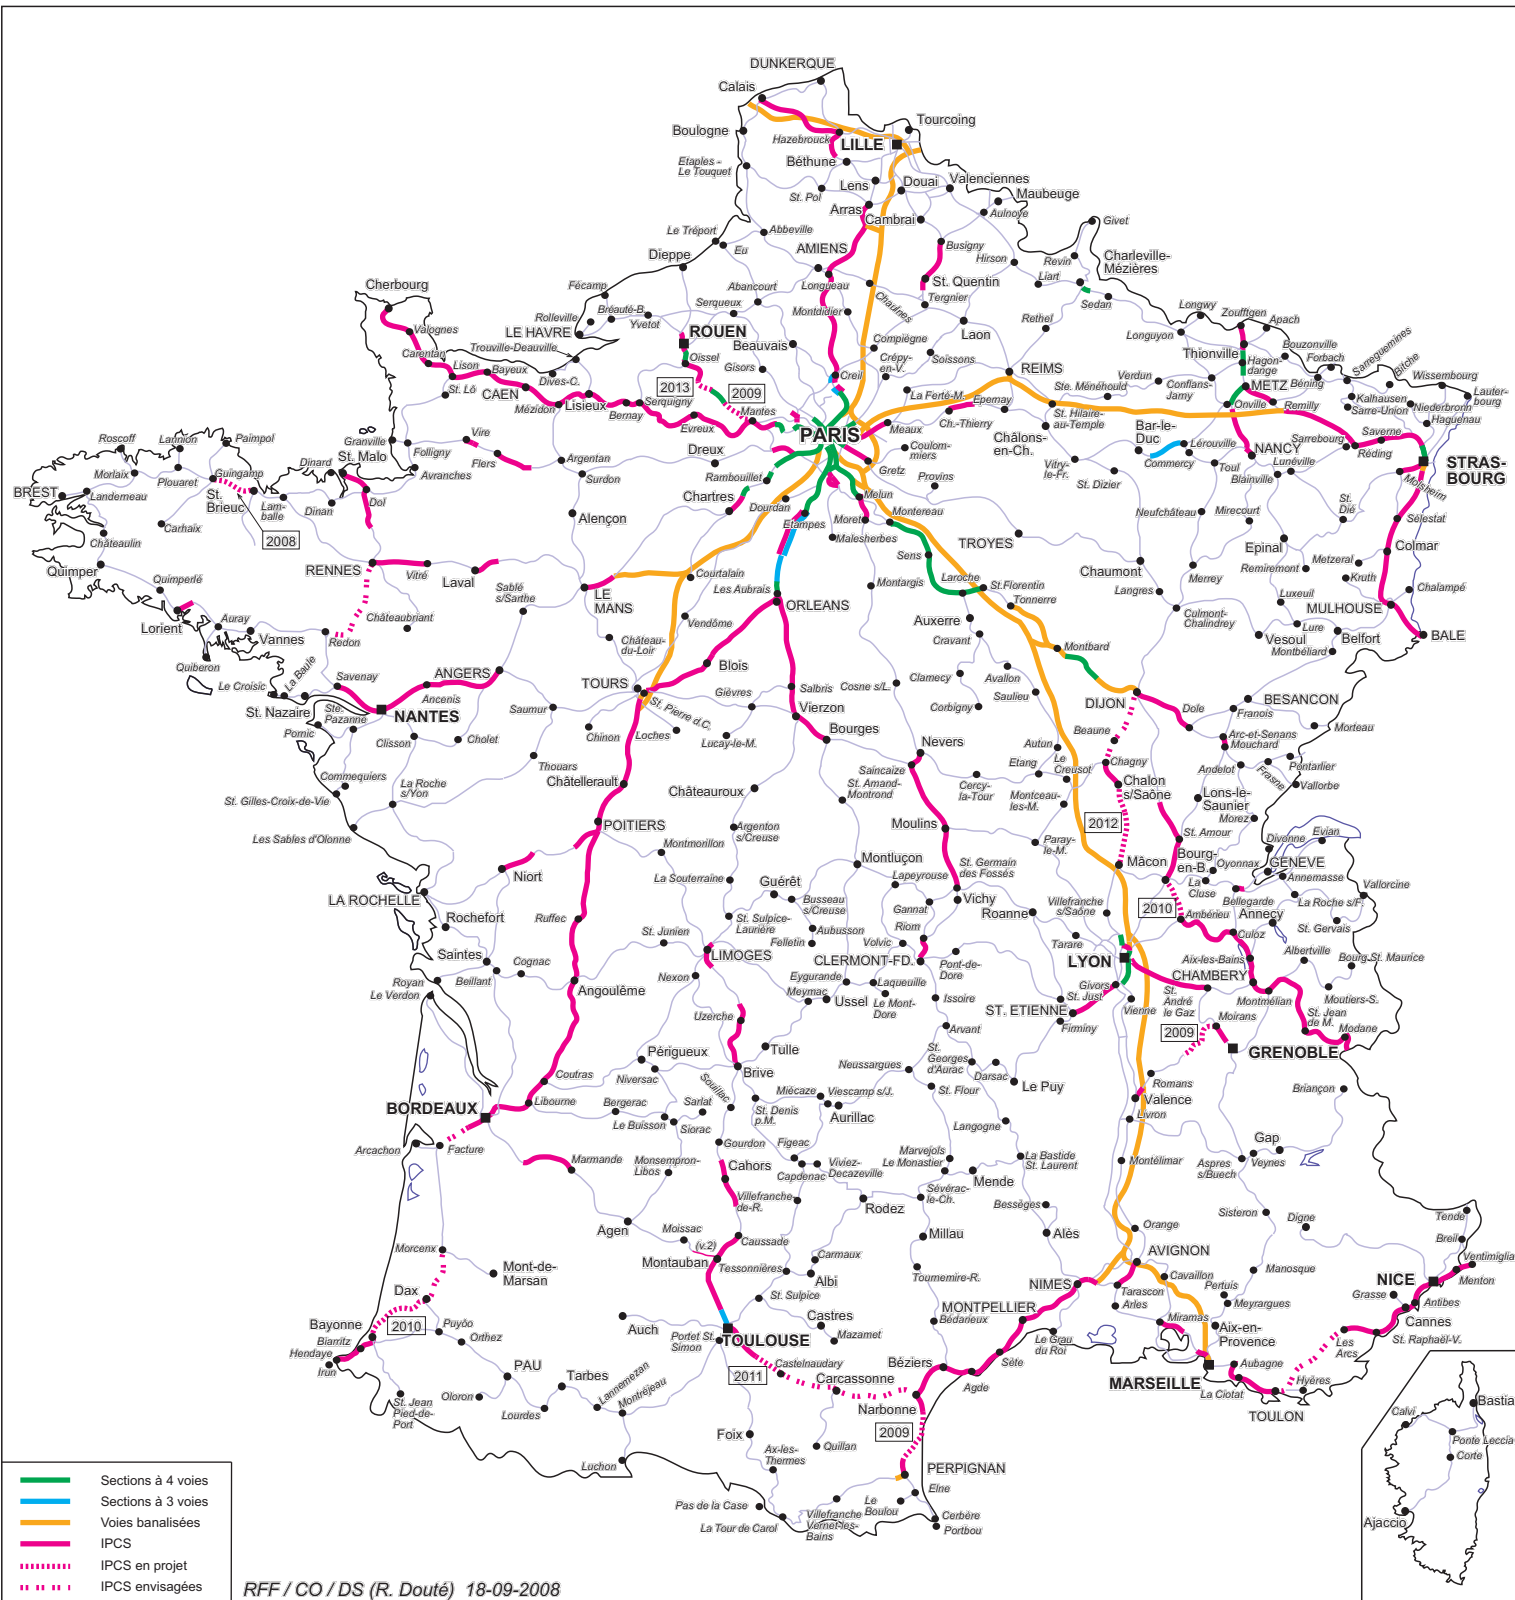 DUNKERQUE
Calais
Boulogne
Hazebrouck
LILLE
Tourcoing
Etaples -
Le Touquet
Béthune
St. Pol
Lens
Douai
Valenciennes
Maubeuge
Arras
Cambrai
Aulnoye
Givet
Le Tréport
Eu
Abbeville
AMIENS
Busigny
Hirson
Revin
Charleville-
Mézières
Dieppe
Longueau
St. Quentin
Liart
Sedan
Cherbourg
Fécamp
Abancourt
Chaulnes
Tergnier
Longwy
Zoufftgen
Apach
Rolleville
Bréauté-B.
Yvetot
Serqueux
Montdidier
Laon
Rethel
Longuyon
Valognes
LE HAVRE
ROUEN
Beauvais
Compiègne
Thionville
Bouzonville
Forbach
Sarreguemines
Bitche
Wissembourg
Trouville-Deauville
Oissel
Gisors
Crépy-
en-V.
Soissons
REIMS
Verdun
Conflans-
Jarny
Hagon-
dange
METZ
Béning
Kalhausen
Lauter-
bourg
Carentan
Lison
Bayeux
Dives-C.
2013
2009
Creil
La Ferté-M.
Epernay
Ste. Ménéhould
Onville
Remilly
Sarre-Union
Niederbronn
Haguenau
St. Lô
CAEN
Mézidon
Lisieux
Bernay
Serquigny
Evreux
Mantes
Ch.-Thierry
St. Hilaire-
au-Temple
Châlons-
en-Ch.
Bar-le-
Duc
Lérouville
Commercy
NANCY
Sarrebourg
Saverne
Réding
STRAS-
BOURG
PARIS
Meaux
Coulom-
miers
Roscoff
Lannion
Paimpol
Granville
Vire
Dreux
Gretz
Vitry-
le-Fr.
St. Dizier
Toul
Lunéville
Blainville
Molsheim
Morlaix
Plouaret
Guingamp
Dinard
St. Malo
Folligny
Avranches
Flers
Argentan
Surdon
Rambouillet
Provins
BREST
Landerneau
St.
Brieuc
Lam-
balle
Dinan
Dol
Chartres
Dourdan
Melun
Montereau
Neufchâteau
Mirecourt
St.
Dié
Sélestat
Carhaix
2008
Alençon
Etampes
Moret
Malesherbes
Châteaulin
TROYES
Epinal
Colmar
Quimper
Quimperlé
RENNES
Vitré
Laval
Sablé
s/Sarthe
LE
MANS
Courtalain
Les Aubrais
ORLEANS
Montargis
Sens
Laroche
St.Florentin
Tonnerre
Chaumont
Langres
Merrey
Remiremont
Metzeral
Kruth
Chalampé
Luxeuil
MULHOUSE
Lorient
Auray
Vannes
Châteaubriant
Redon
Château-
du-Loir
Vendôme
Auxerre
Cravant
Montbard
Culmont-
Chalindrey
Vesoul
Lure
Belfort
Montbéliard
BALE
Quiberon
Le Croisic
La Baule
Savenay
ANGERS
Ancenis
TOURS
Blois
Gièvres
Salbris
Cosne s/L.
Clamecy
Avallon
Saulieu
Corbigny
DIJON
Dole
BESANCON
Franois
St. Nazaire
Ste.
Pazanne
Pornic
NANTES
Saumur
St. Pierre d.C.
Chinon
Loches
Lucay-le-M.
Vierzon
Bourges
Nevers
Autun
Etang
Le
Creusot
Beaune
Arc-et-Senans
Mouchard
Morteau
Clisson
Cholet
Thouars
Saincaize
St. Amand-
Montrond
Cercy-
la-Tour
Montceau-
les-M.
Chagny
Chalon
s/Saône
Andelot
Frasne
Pontarlier
Vallorbe
Commequiers
St. Gilles-Croix-de-Vie
La Roche
s/Yon
Châtellerault
Châteauroux
Lons-le-
Saunier
Morez
Les Sables d'Olonne
POITIERS
Argenton
s/Creuse
Moulins
Paray-
le-M.
2012
St. Amour
Divonne
Evian
Montmorillon
Montluçon
St. Germain
des Fossés
Mâcon
Bourg-
en-B.
Oyonnax
GENEVE
Annemasse
Niort
La Souterraine
Guéret
Lapeyrouse
Vichy
La
Cluse
Bellegarde
La Roche s/F.
Vallorcine
LA ROCHELLE
Busseau
s/Creuse
Gannat
Roanne
Villefranche
s/Saône
2010
Ambérieu
Annecy
St. Gervais
Rochefort
Ruffec
St. Sulpice-
Laurière
Aubusson
Felletin
Riom
Volvic
Tarare
Culoz
Saintes
Cognac
St. Junien
LIMOGES
CLERMONT-FD.
Pont-de-
Dore
LYON
Aix-les-Bains
Albertville
Bourg.St. Maurice
Royan
Le Verdon
Beillant
Angoulême
Nexon
Eygurande
Meymac
Ussel
Laqueuille
Le Mont-
Dore
Issoire
Givors
St. Just
CHAMBERY
Montmélian
Moutiers-S.
ST. ETIENNE
Firminy
Vienne
St.
André
le Gaz
Moirans
St. Jean
de M.
Modane
Uzerche
Arvant
2009
GRENOBLE
Périgueux
Niversac
Tulle
Brive
Neussargues
St.
Georges
d'Aurac
Darsac
Le Puy
Romans
Valence
Briançon
Coutras
Libourne
BORDEAUX
Bergerac
Le Buisson
Sarlat
Siorac
Souillac
St. Denis
p.M.
Miécaze
Viescamp s/J.
Aurillac
St. Flour
Langogne
Livron
Arcachon
Facture
Gourdon
Figeac
Capdenac
Viviez-
Decazeville
Marvejols
Le Monastier
La Bastide
St. Laurent
Montélimar
Gap
Veynes
Aspres
s/Buech
Marmande
Monsempron-
Libos
Cahors
Villefranche
de-R.
Rodez
Sévérac-
le-Ch.
Mende
Bessèges
Agen
Moissac
(v.2)
Caussade
Millau
Alès
Orange
Sisteron
Digne
Tende
Breil
Morcenx
Montauban
Tessonnières
Carmaux
Albi
Tournemire-R.
AVIGNON
Cavaillon
Manosque
Ventimiglia
Menton
Mont-de-
Marsan
Dax
St. Sulpice
NIMES
Tarascon
Arles
Pertuis
Meyrargues
NICE
Grasse
Antibes
Cannes
Bayonne
Biarritz
Hendaye
Irun
2010
Puyôo
Orthez
Auch
Castres
Mazamet
MONTPELLIER
Bédarieux
Miramas
Aix-en-
Provence
Les
Arcs
St. Raphaël-V.
Portet St.
Simon
TOULOUSE
Le Grau
du Roi
PAU
Tarbes
Lannemezan
Montréjeau
2011
Castelnaudary
Carcassonne
Béziers
Sète
Agde
MARSEILLE
Aubagne
La Ciotat
Hyères
TOULON
St. Jean
Pied-de-
Port
Oloron
Lourdes
Narbonne
2009
Foix
Quillan
Luchon
Ax-les-
Thermes
PERPIGNAN
Elne
Pas de la Case
La Tour de Carol
Villefranche
Vernet-les-
Bains
Le
Boulou
Cerbère
Portbou
Bastia
Calvi
Ponte Leccia
Corte
Ajaccio
Sections à 4 voies
Sections à 3 voies
Voies banalisées
IPCS
IPCS en projet
IPCS envisagées
RFF / CO / DS (R. Douté) 18-09-2008